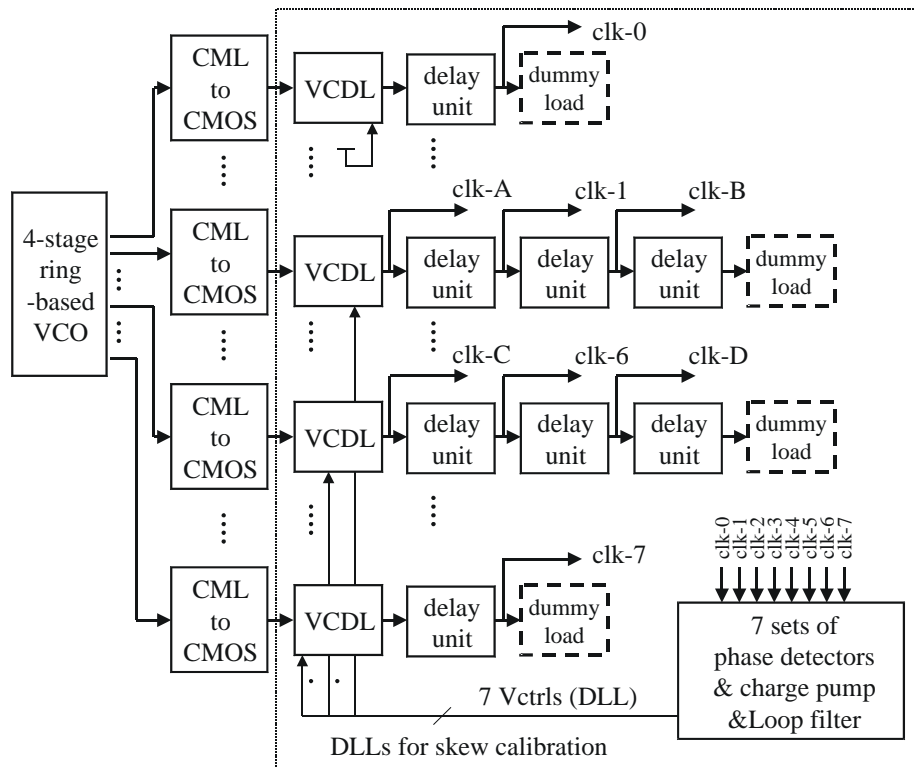 clk-0
CML
to
CMOS
VCDL
delay
unit
dummy
load
4-stage
ring
-based
VCO
clk-A
clk-1
clk-B
CML
to
CMOS
VCDL
delay
unit
delay
unit
delay
unit
dummy
load
clk-C
clk-6
clk-D
CML
to
CMOS
VCDL
delay
unit
delay
unit
delay
unit
dummy
load
clk-7
CML
to
CMOS
VCDL
delay
unit
dummy
load
clk-0
clk-1
clk-2
clk-3
clk-4
clk-5
clk-6
clk-7
7 sets of
phase detectors
& charge pump
&Loop filter
7 Vctrls (DLL)
DLLs for skew calibration